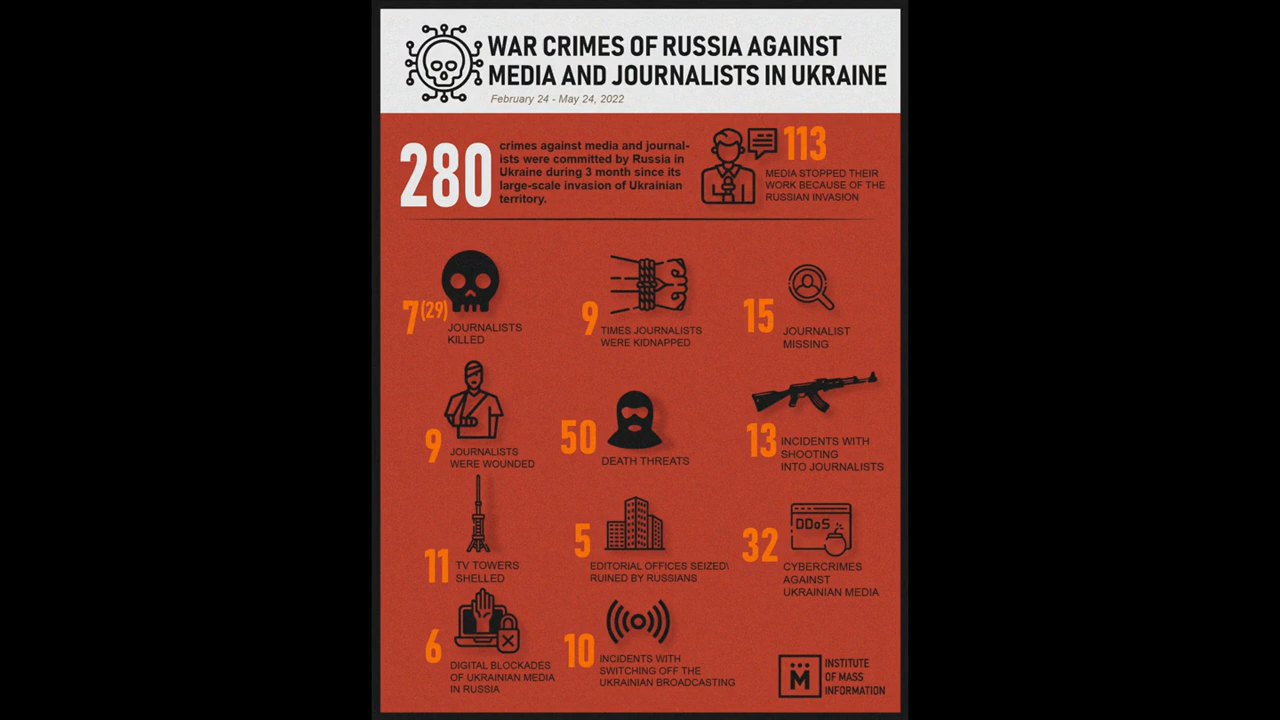 WAR CRIMES OF RUSSIA AGAINST
MEDIA AND JOURNALISTS IN UKRAINE
February 24 - May 24, 2022
280
crimes against media and journal-
ists were committed by Russia in
Ukraine during 3 month since its
large-scale invasion of Ukrainian
territory.
113
MEDIA STOPPED THEIR
WORK BECAUSE OF THE
RUSSIAN INVASION
7(29)
JOURNALISTS
KILLED
9
TIMES JOURNALISTS
WERE KIDNAPPED
15
JOURNALIST
MISSING
9
JOURNALISTS
WERE WOUNDED
50
DEATH THREATS
13
INCIDENTS WITH
SHOOTING
INTO JOURNALISTS
11
TV TOWERS
SHELLED
5
EDITORIAL OFFICES SEIZED\
RUINED BY RUSSIANS
DDoS
32
CYBERCRIMES
AGAINST
UKRAINIAN MEDIA
6
DIGITAL BLOCKADES
OF UKRAINIAN MEDIA
IN RUSSIA
10
INCIDENTS WITH
SWITCHING OFF THE
UKRAINIAN BROADCASTING
M
INSTITUTE
OF MASS
INFORMATION